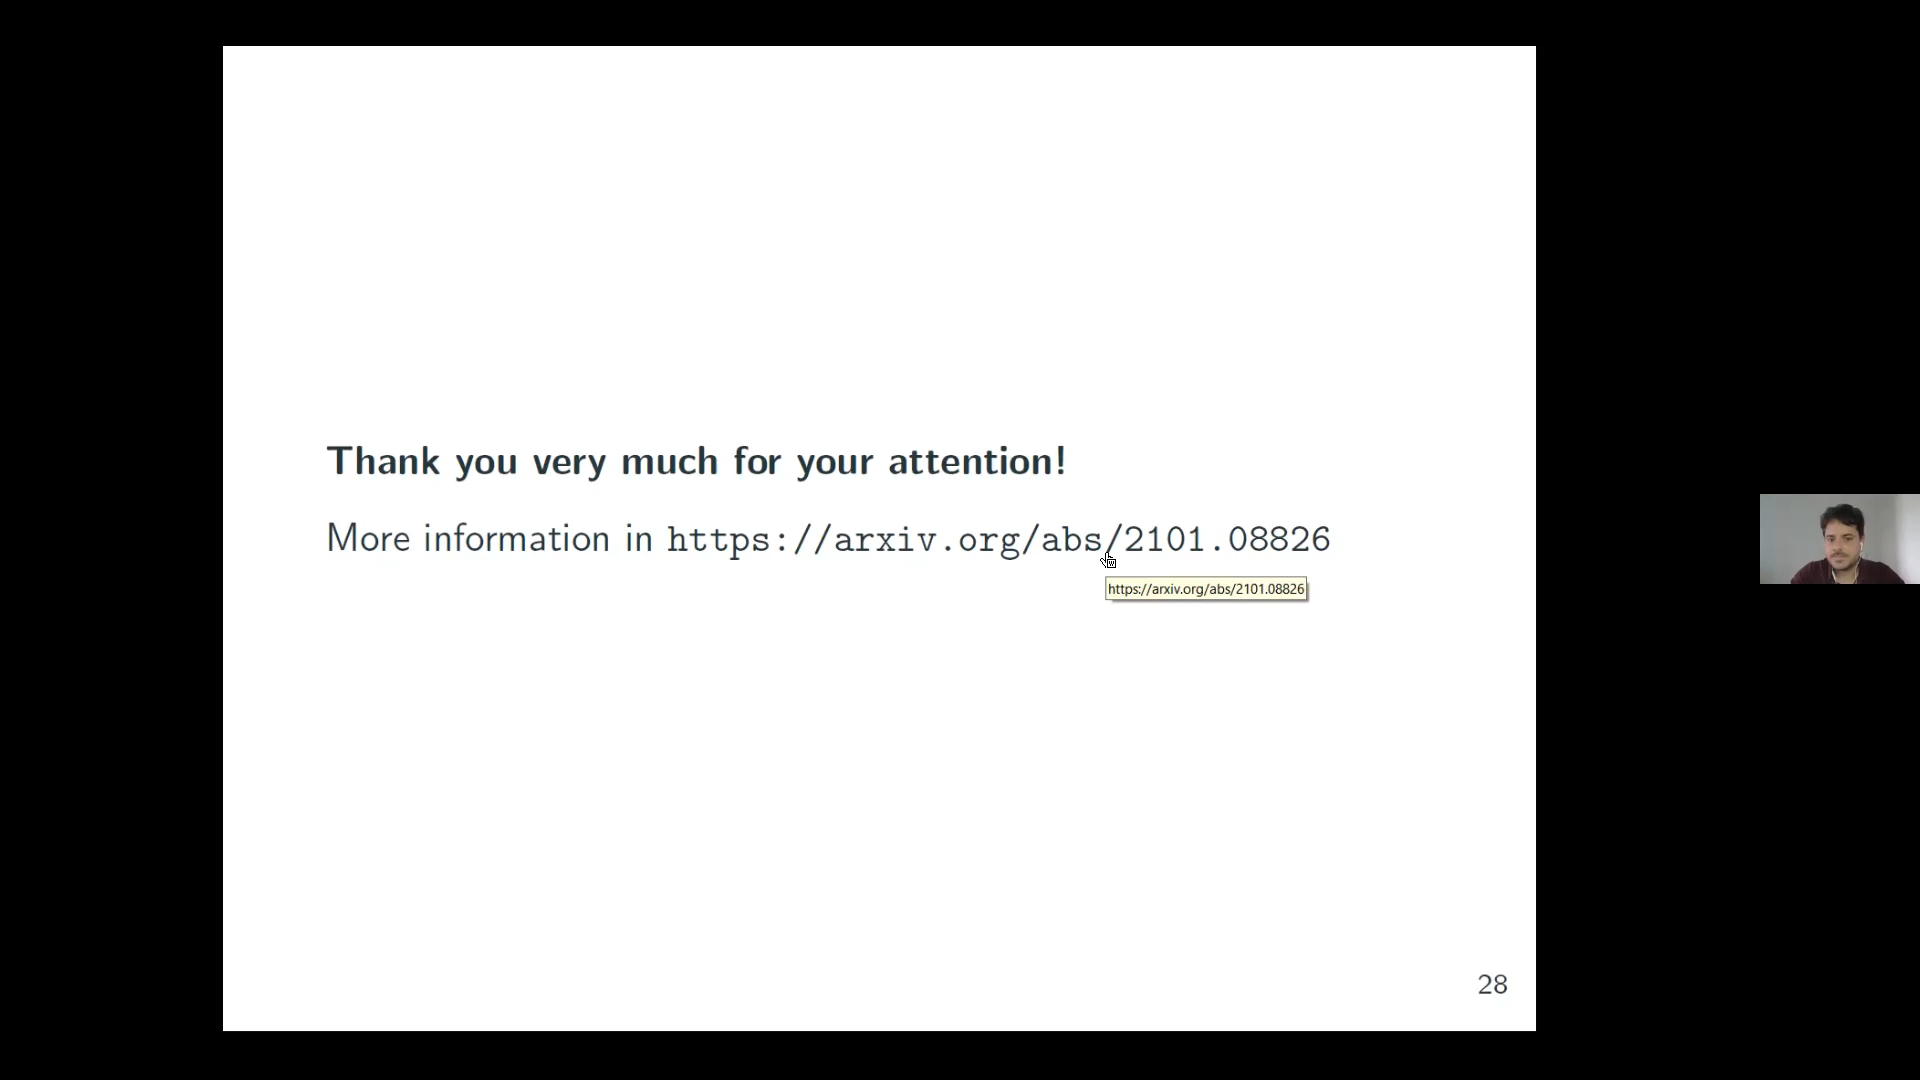 Thank you very much for your attention!
More information in https://arxiv.org/abs/2101.08826
https://arxiv.org/abs/2101.08826
28